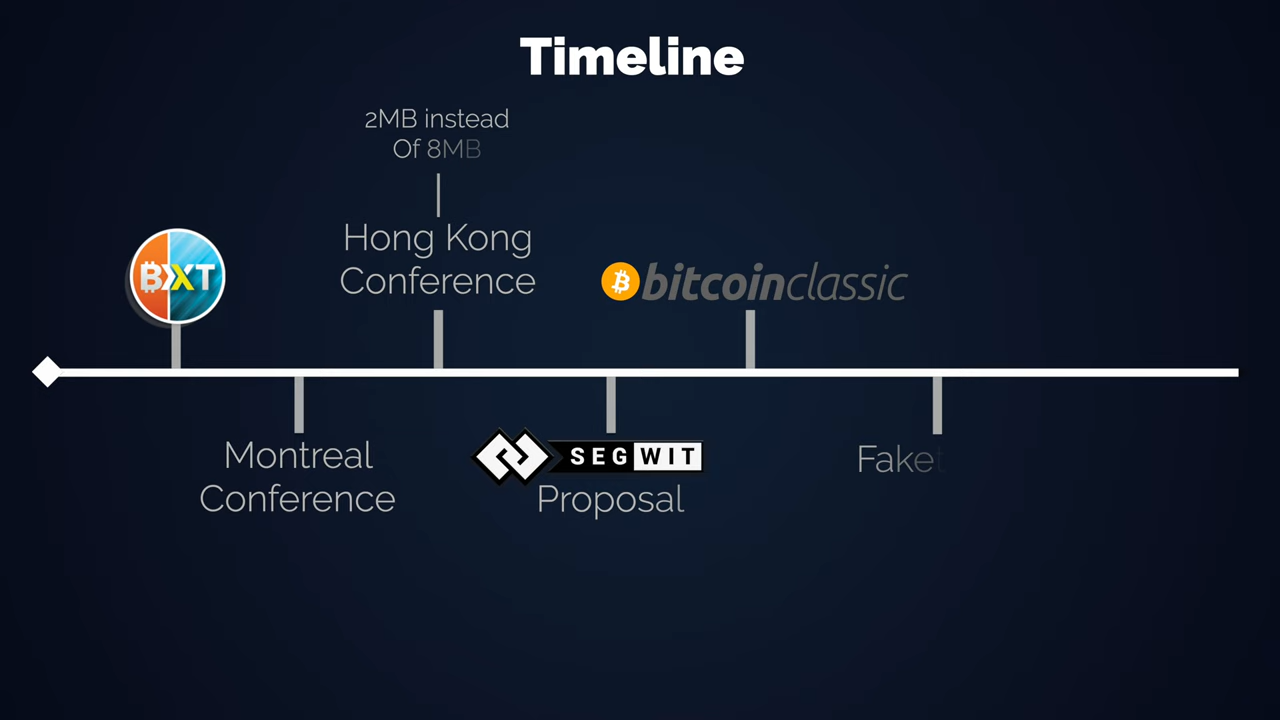 Timeline
2MB instead
Of 8MB
Hong Kong
Conference
BXT
bitcoinclassic
Montreal
Conference
SEGWIT
Proposal
Fake